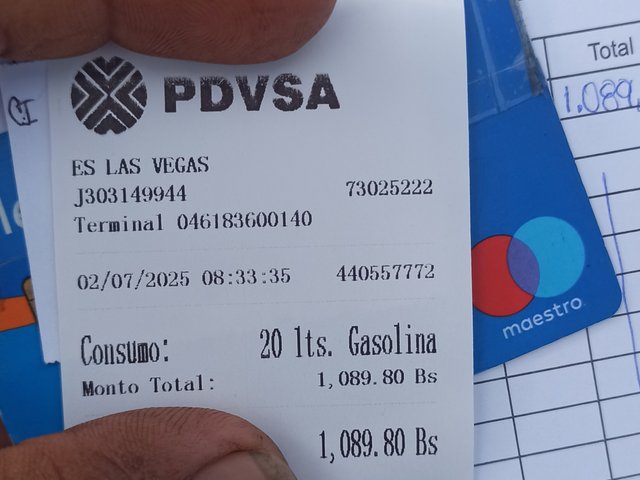 PDVSA
ES LAS VEGAS
J303149944 73025222
Terminal 046183600140
02/07/2025 08:33:35 440557772
Consumo: 20 lts. Gasolina
Monto Total: 1,089.80 Bs
1,089.80 Bs
maestro
Total
1.089.